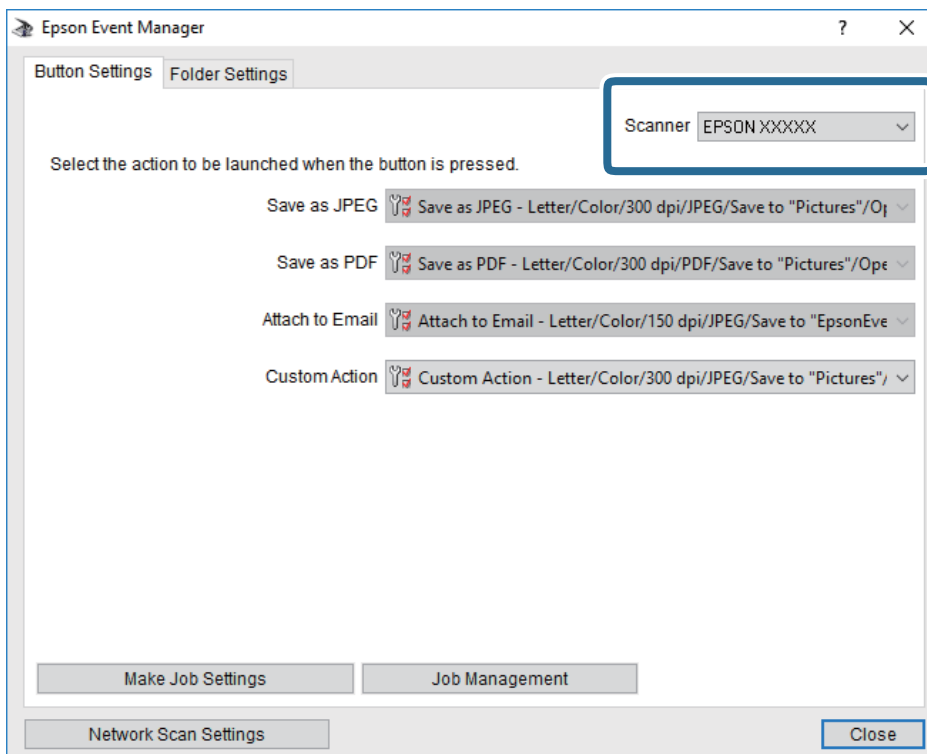 Epson Event Manager
Button Settings
Folder Settings
Scanner EPSON XXXXX
Select the action to be launched when the button is pressed.
Save as JPEG Save as JPEG - Letter/Color/300 dpi/JPEG/Save to "Pictures"/Op
Save as PDF Save as PDF - Letter/Color/300 dpi/PDF/Save to "Pictures"/Ope
Attach to Email Attach to Email - Letter/Color/150 dpi/JPEG/Save to "EpsonEve
Custom Action Custom Action - Letter/Color/300 dpi/JPEG/Save to "Pictures"/
Make Job Settings
Job Management
Network Scan Settings
Close